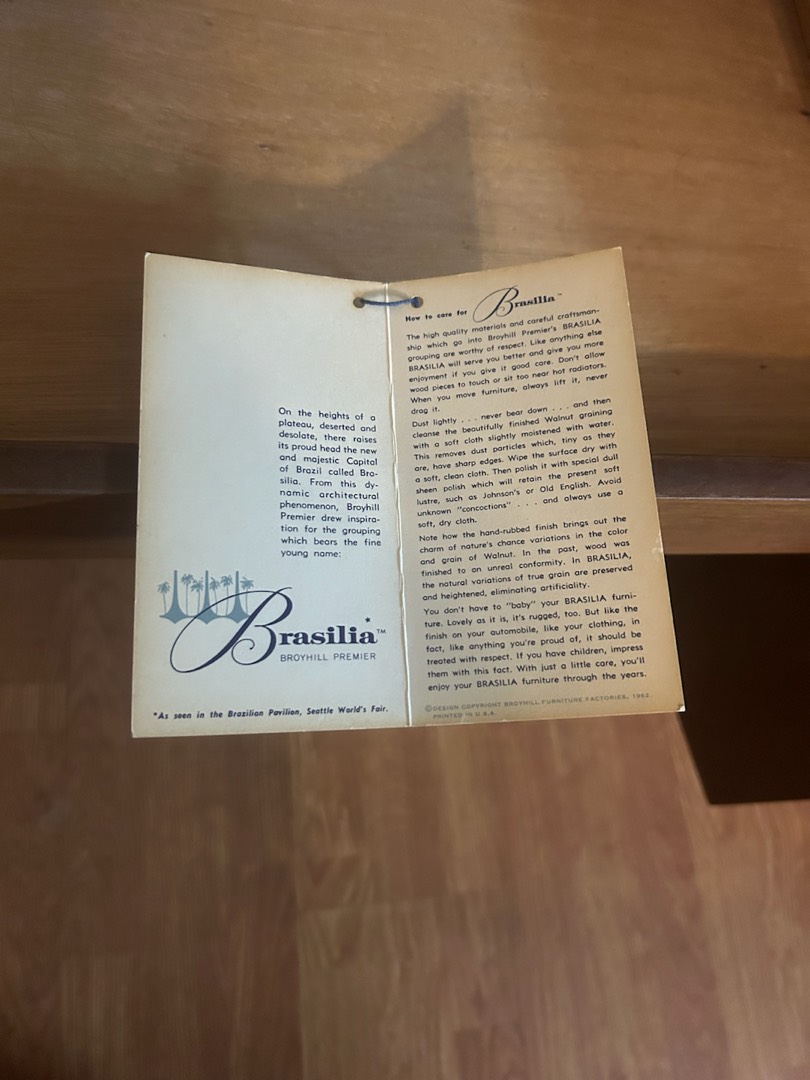 On the heights of a
plateau, deserted and
desolate, there raises
its proud head the new
and majestic Capital
of Brazil called Bra-
silia. From this dy-
namic architectural
phenomenon, Broyhill
Premier drew inspira-
tion for the grouping
which bears the fine
young name:
Brasilia*™
BROYHILL PREMIER
*As seen in the Brazilian Pavilion, Seattle World's Fair.
How to care for Brasilia™
The high quality materials and careful craftsman-
ship which go into Broyhill Premier's BRASILIA
grouping are worthy of respect. Like anything else
BRASILIA will serve you better and give you more
enjoyment if you give it good care. Don't allow
wood pieces to touch or sit too near hot radiators.
When you move furniture, always lift it, never
drag it.
Dust lightly . . . never bear down . . . and then
cleanse the beautifully finished Walnut graining
with a soft cloth slightly moistened with water.
This removes dust particles which, tiny as they
are, have sharp edges. Wipe the surface dry with
a soft, clean cloth. Then polish it with special dull
sheen polish which will retain the present soft
lustre, such as Johnson's or Old English. Avoid
unknown "concoctions" . . . and always use a
soft, dry cloth.
Note how the hand-rubbed finish brings out the
charm of nature's chance variations in the color
and grain of Walnut. In the past, wood was
finished to an unreal conformity. In BRASILIA,
the natural variations of true grain are preserved
and heightened, eliminating artificiality.
You don't have to "baby" your BRASILIA furni-
ture. Lovely as it is, it's rugged, too. But like the
finish on your automobile, like your clothing, in
fact, like anything you're proud of, it should be
treated with respect. If you have children, impress
them with this fact. With just a little care, you'll
enjoy your BRASILIA furniture through the years.
©DESIGN COPYRIGHT BROYHILL FURNITURE FACTORIES, 1962.
PRINTED IN U.S.A.